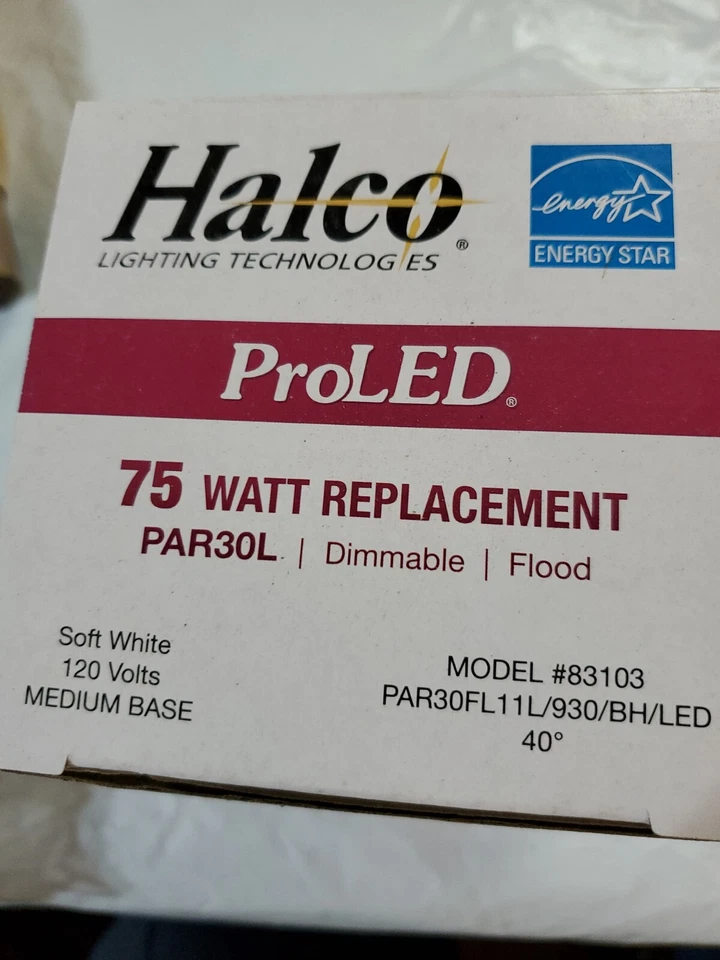 Halco®
LIGHTING TECHNOLOGIES
energy
ENERGY STAR
ProLED®
75 WATT REPLACEMENT
PAR30L | Dimmable | Flood
Soft White
120 Volts
MEDIUM BASE
MODEL #83103
PAR30FL11L/930/BH/LED
40°